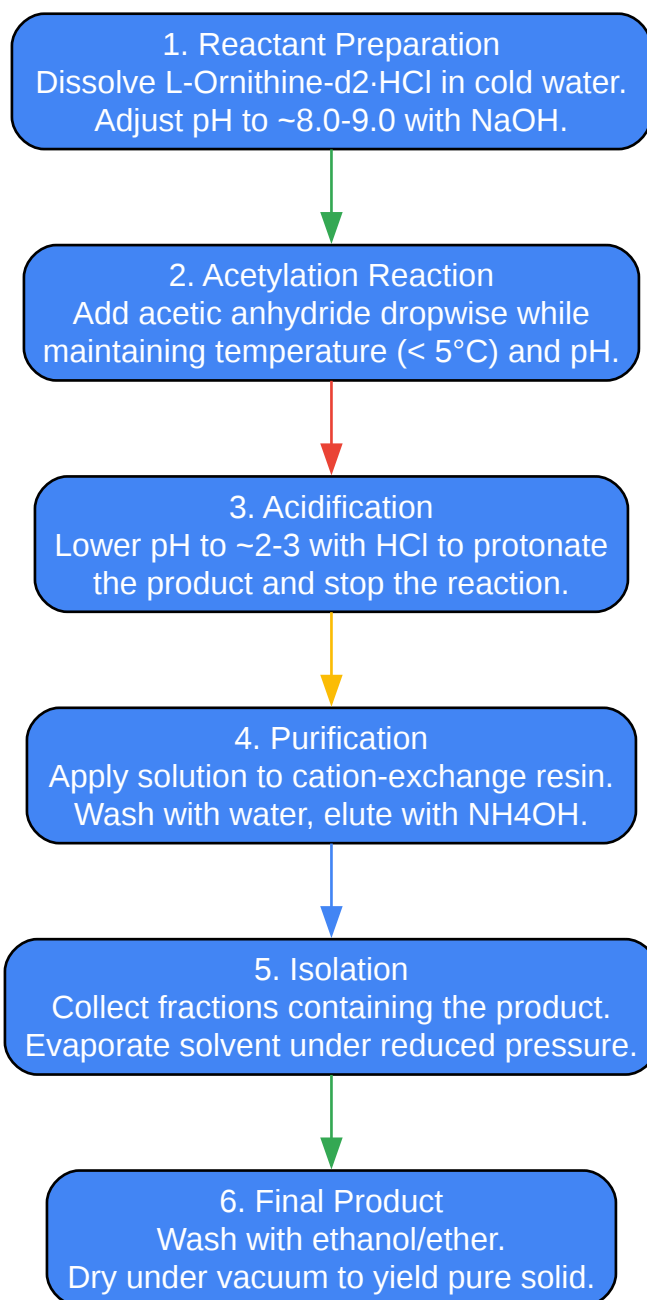 1. Reactant Preparation
Dissolve L-Ornithine-d2·HCl in cold water.
Adjust pH to ~8.0-9.0 with NaOH.
2. Acetylation Reaction
Add acetic anhydride dropwise while
maintaining temperature (< 5°C) and pH.
3. Acidification
Lower pH to ~2-3 with HCl to protonate
the product and stop the reaction.
4. Purification
Apply solution to cation-exchange resin.
Wash with water, elute with NH4OH.
5. Isolation
Collect fractions containing the product.
Evaporate solvent under reduced pressure.
6. Final Product
Wash with ethanol/ether.
Dry under vacuum to yield pure solid.